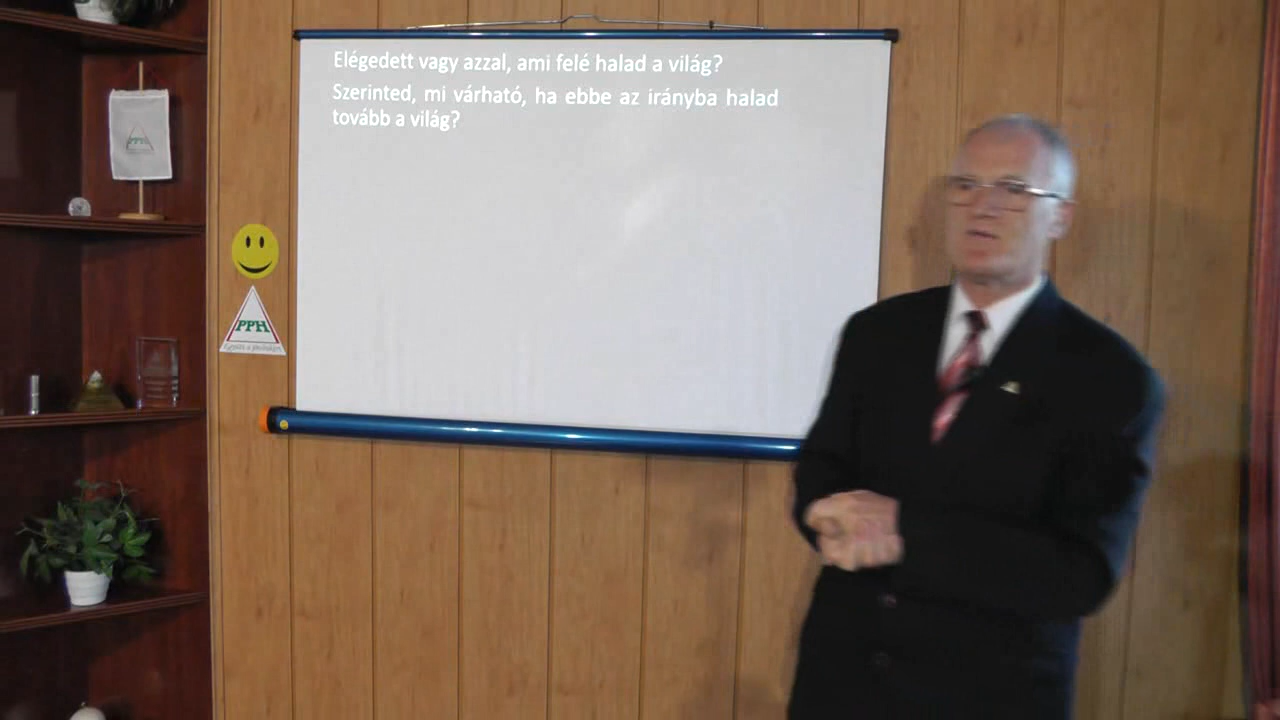 Elégedett vagy azzal, ami felé halad a világ?
Szerinted, mi várható, ha ebbe az irányba halad
tovább a világ?
PPH
PPH